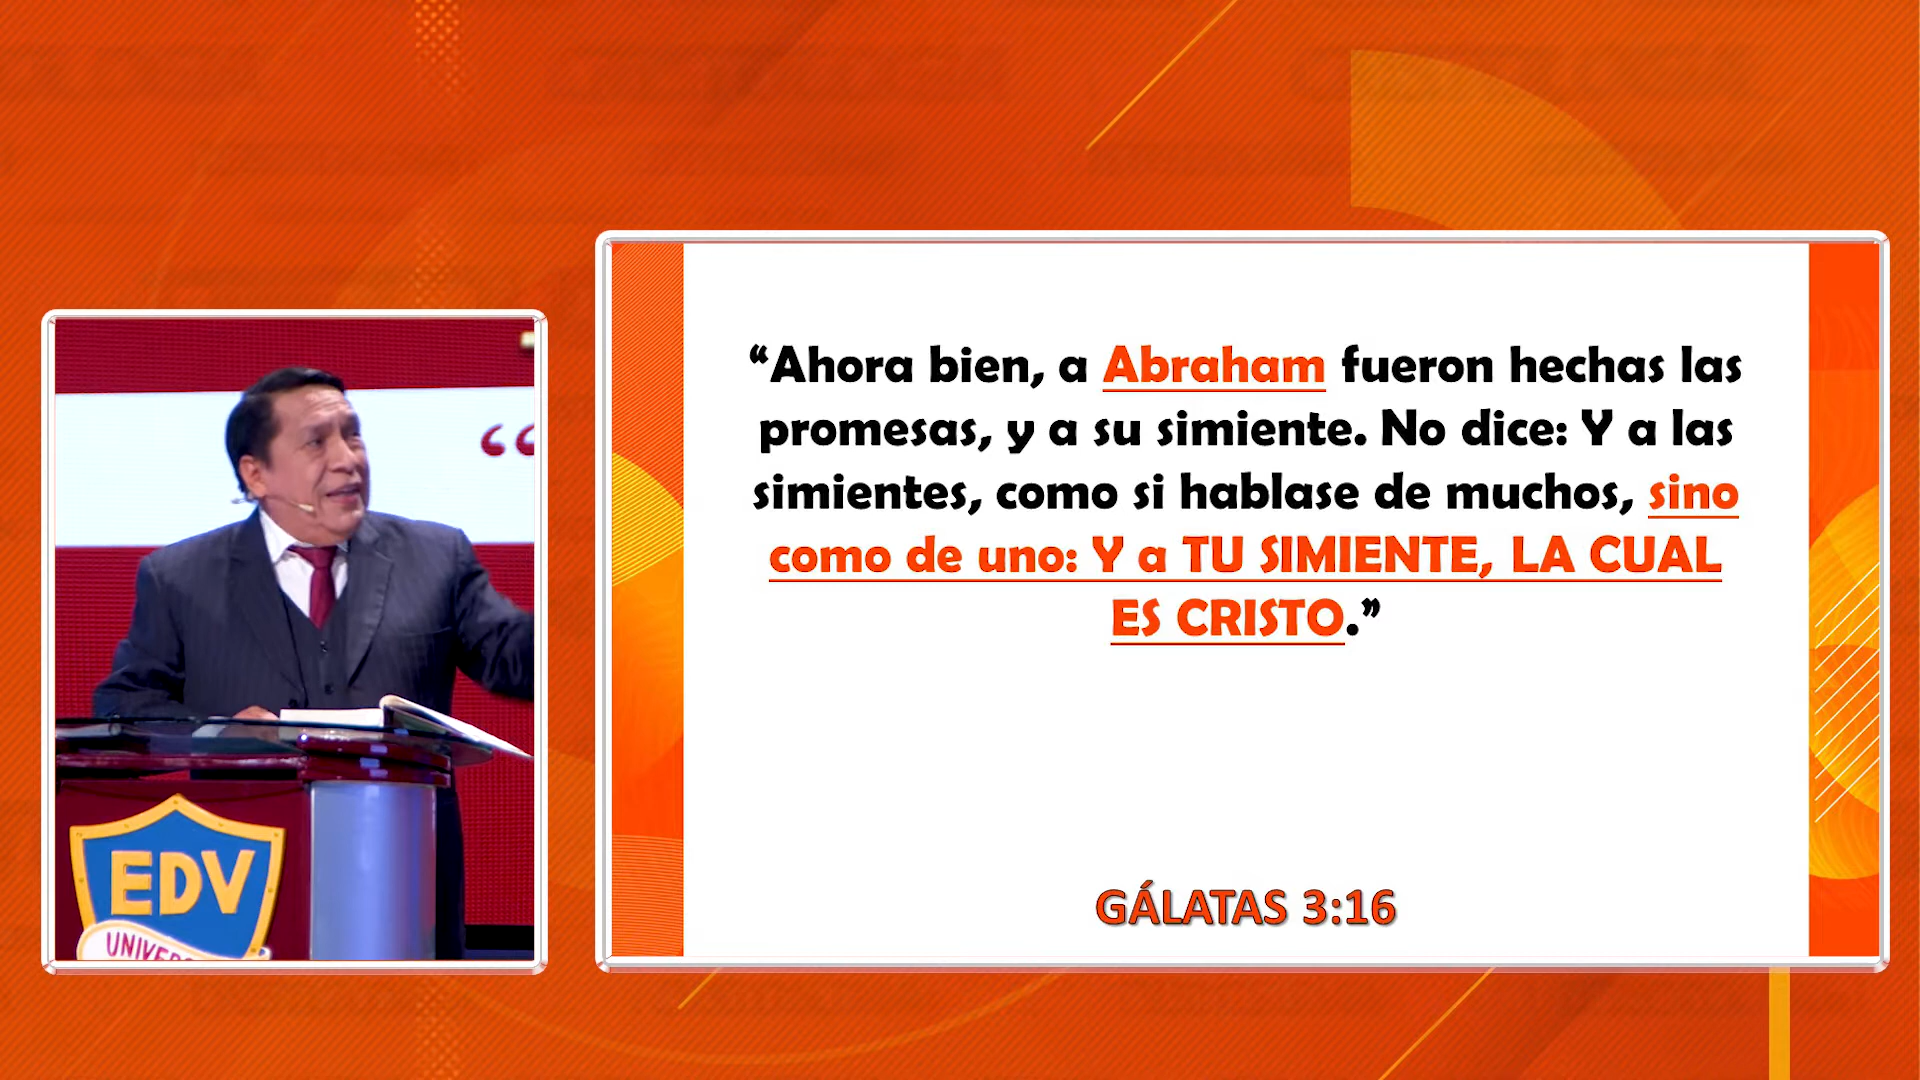 “Ahora bien, a Abraham fueron hechas las
promesas, y a su simiente. No dice: Y a las
simientes, como si hablase de muchos, sino
como de uno: Y a TU SIMIENTE, LA CUAL
ES CRISTO.”
GÁLATAS 3:16
“
EDV